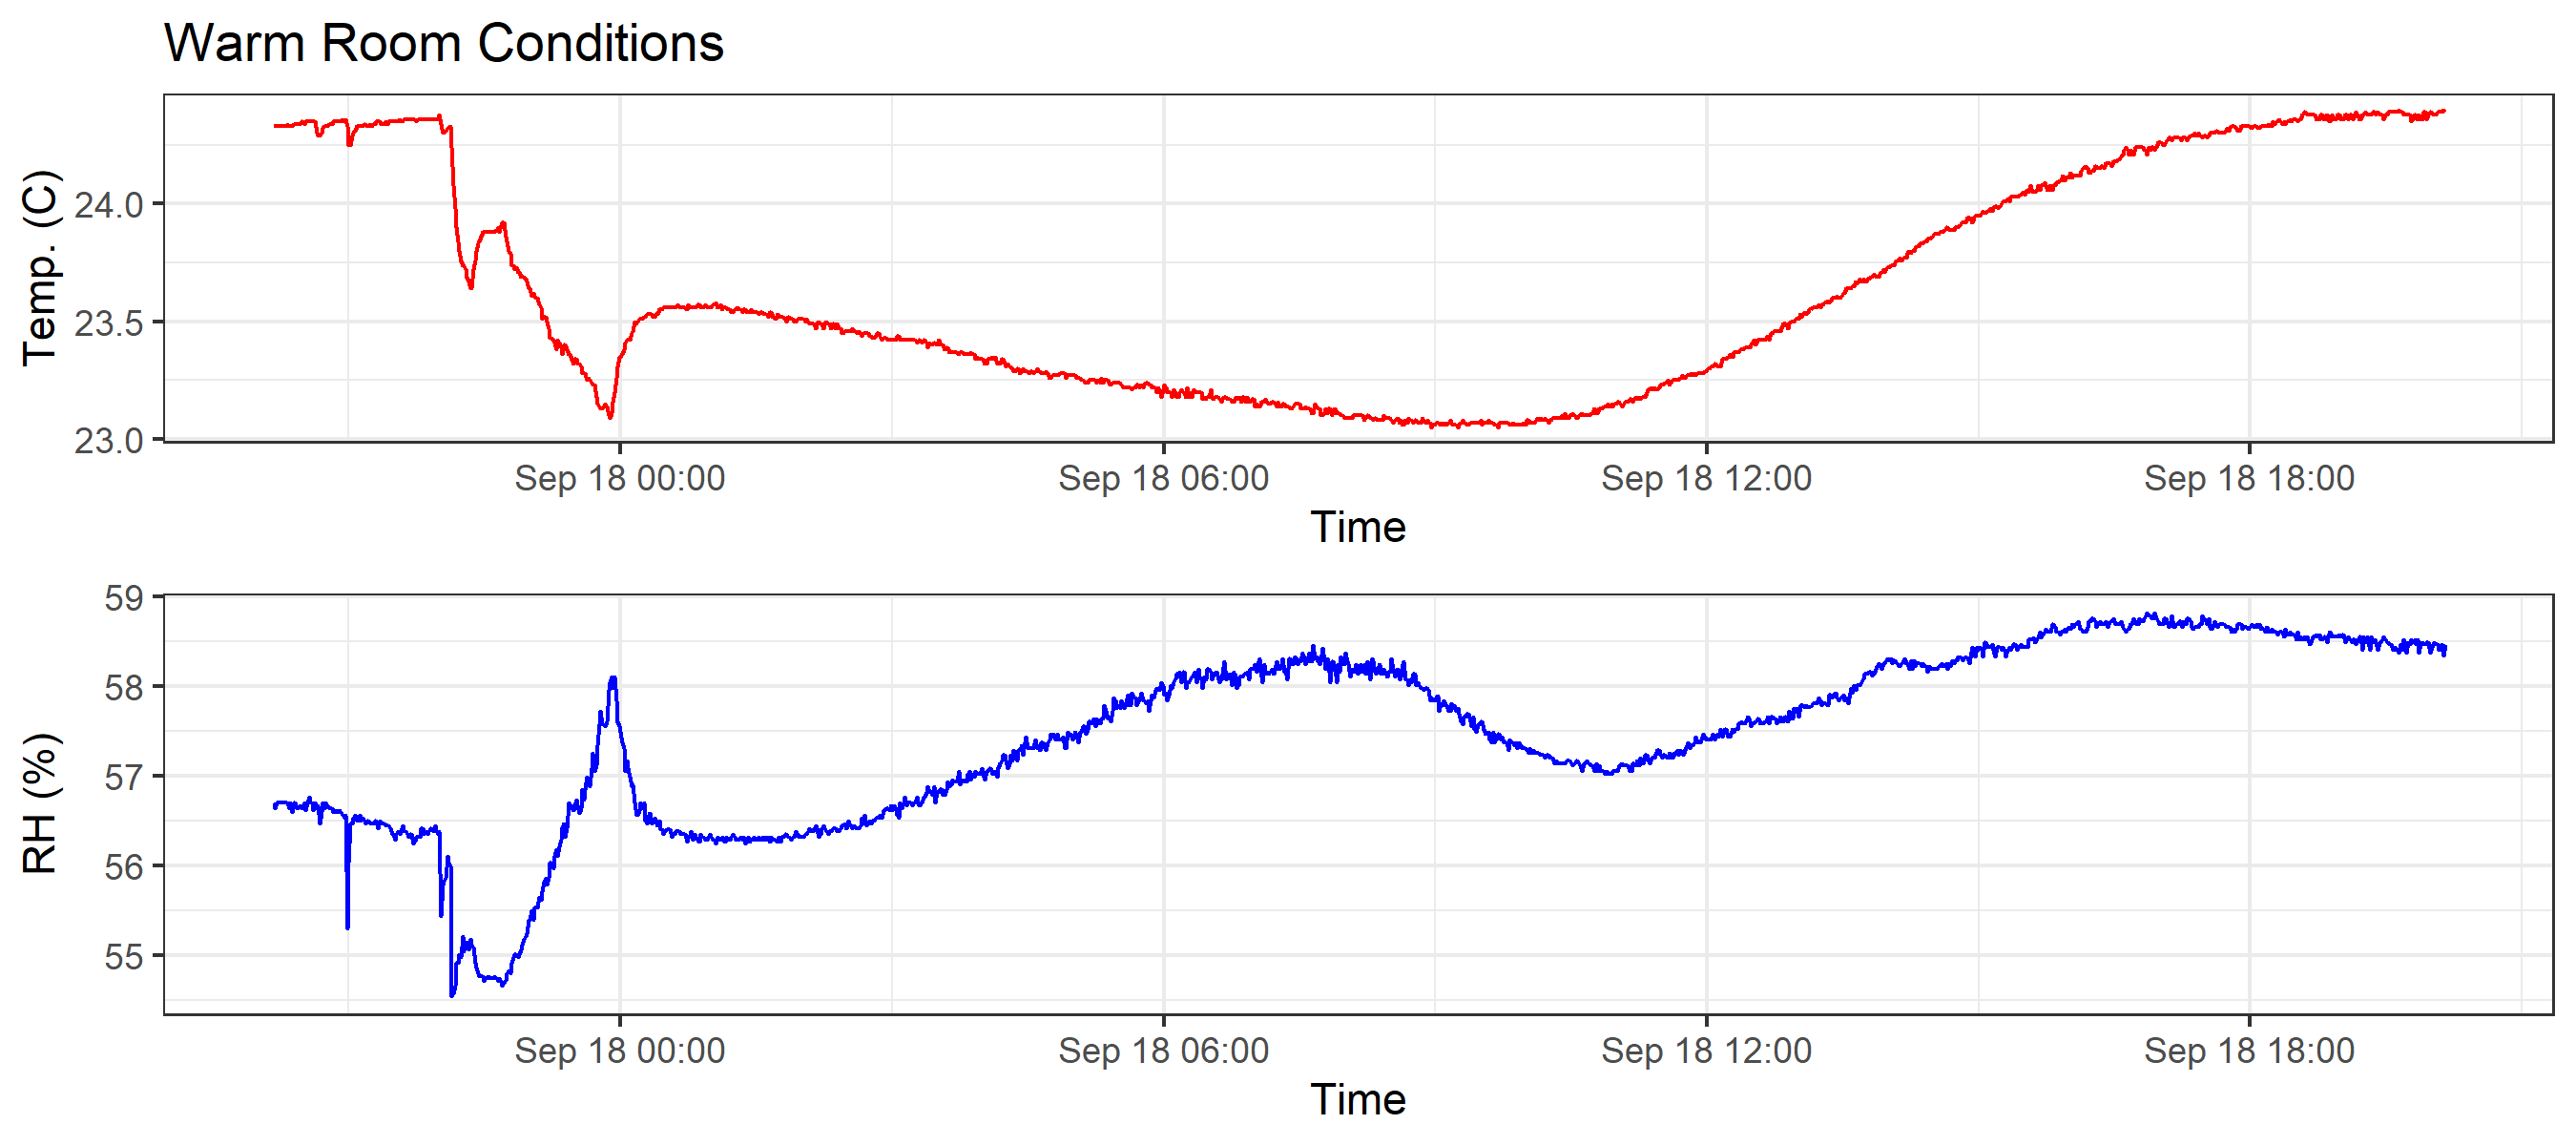 Warm Room Conditions
Temp. (C)
24.0
23.5
23.0
Sep 18 00:00 Sep 18 06:00 Sep 18 12:00 Sep 18 18:00
Time
RH (%)
59
58
57
56
55
Sep 18 00:00 Sep 18 06:00 Sep 18 12:00 Sep 18 18:00
Time